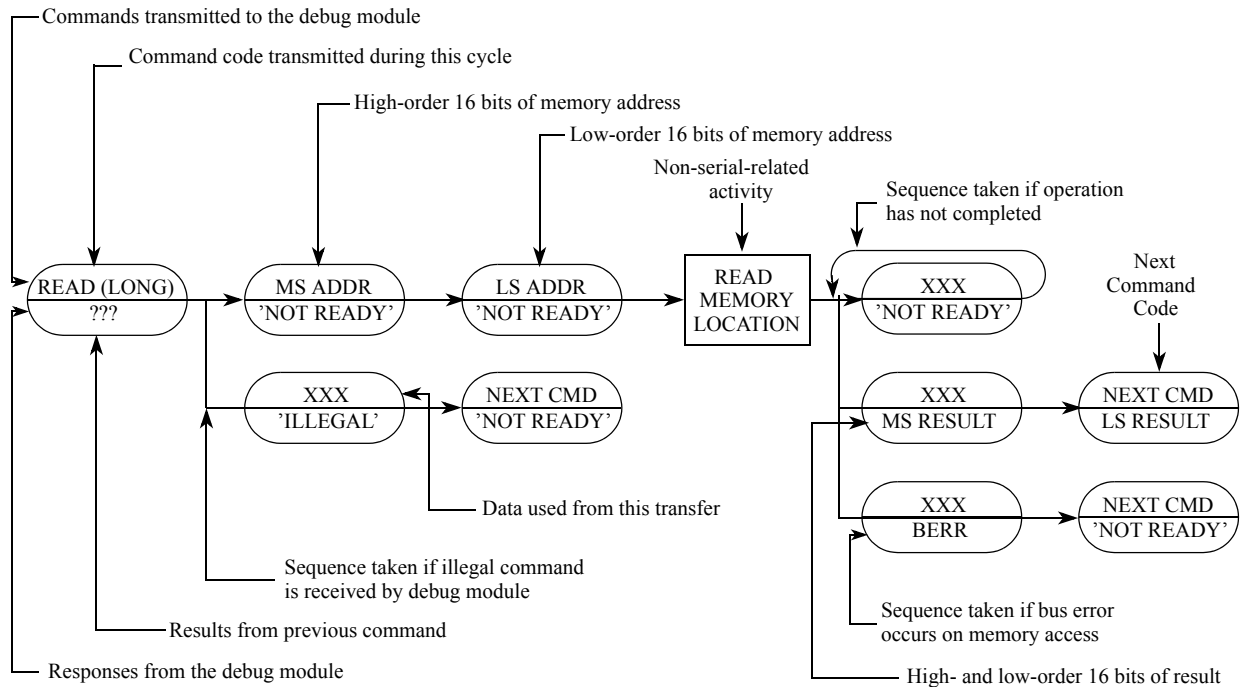 Commands transmitted to the debug module
Command code transmitted during this cycle
High-order 16 bits of memory address
Low-order 16 bits of memory address
Non-serial-related
activity
Sequence taken if operation
has not completed
Next
Command
Code
READ (LONG)
???
MS ADDR
'NOT READY'
LS ADDR
'NOT READY'
READ
MEMORY
LOCATION
XXX
'NOT READY'
XXX
'ILLEGAL'
NEXT CMD
'NOT READY'
XXX
MS RESULT
NEXT CMD
LS RESULT
XXX
BERR
NEXT CMD
'NOT READY'
Data used from this transfer
Sequence taken if illegal command
is received by debug module
Sequence taken if bus error
occurs on memory access
Results from previous command
Responses from the debug module
High- and low-order 16 bits of result